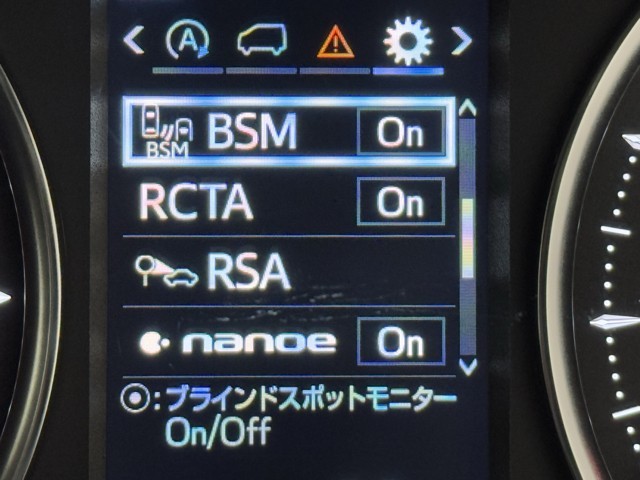 A
BSM BSM On
RCTA On
RSA
nanoe On
:ブラインドスポットモニター
On/Off